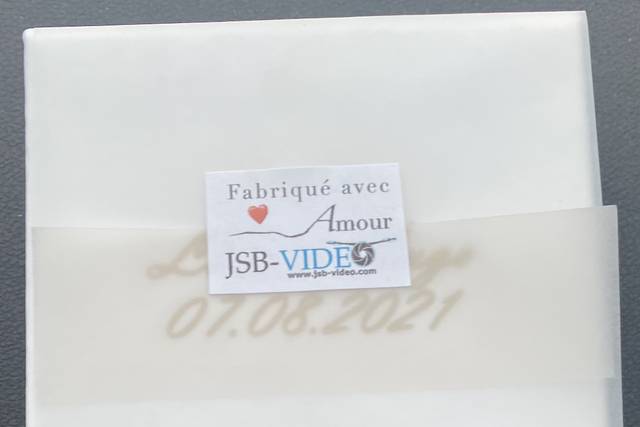 Fabriqué avec
Amour
JSB-VIDEO
www.jsb-video.com
07.08.2021